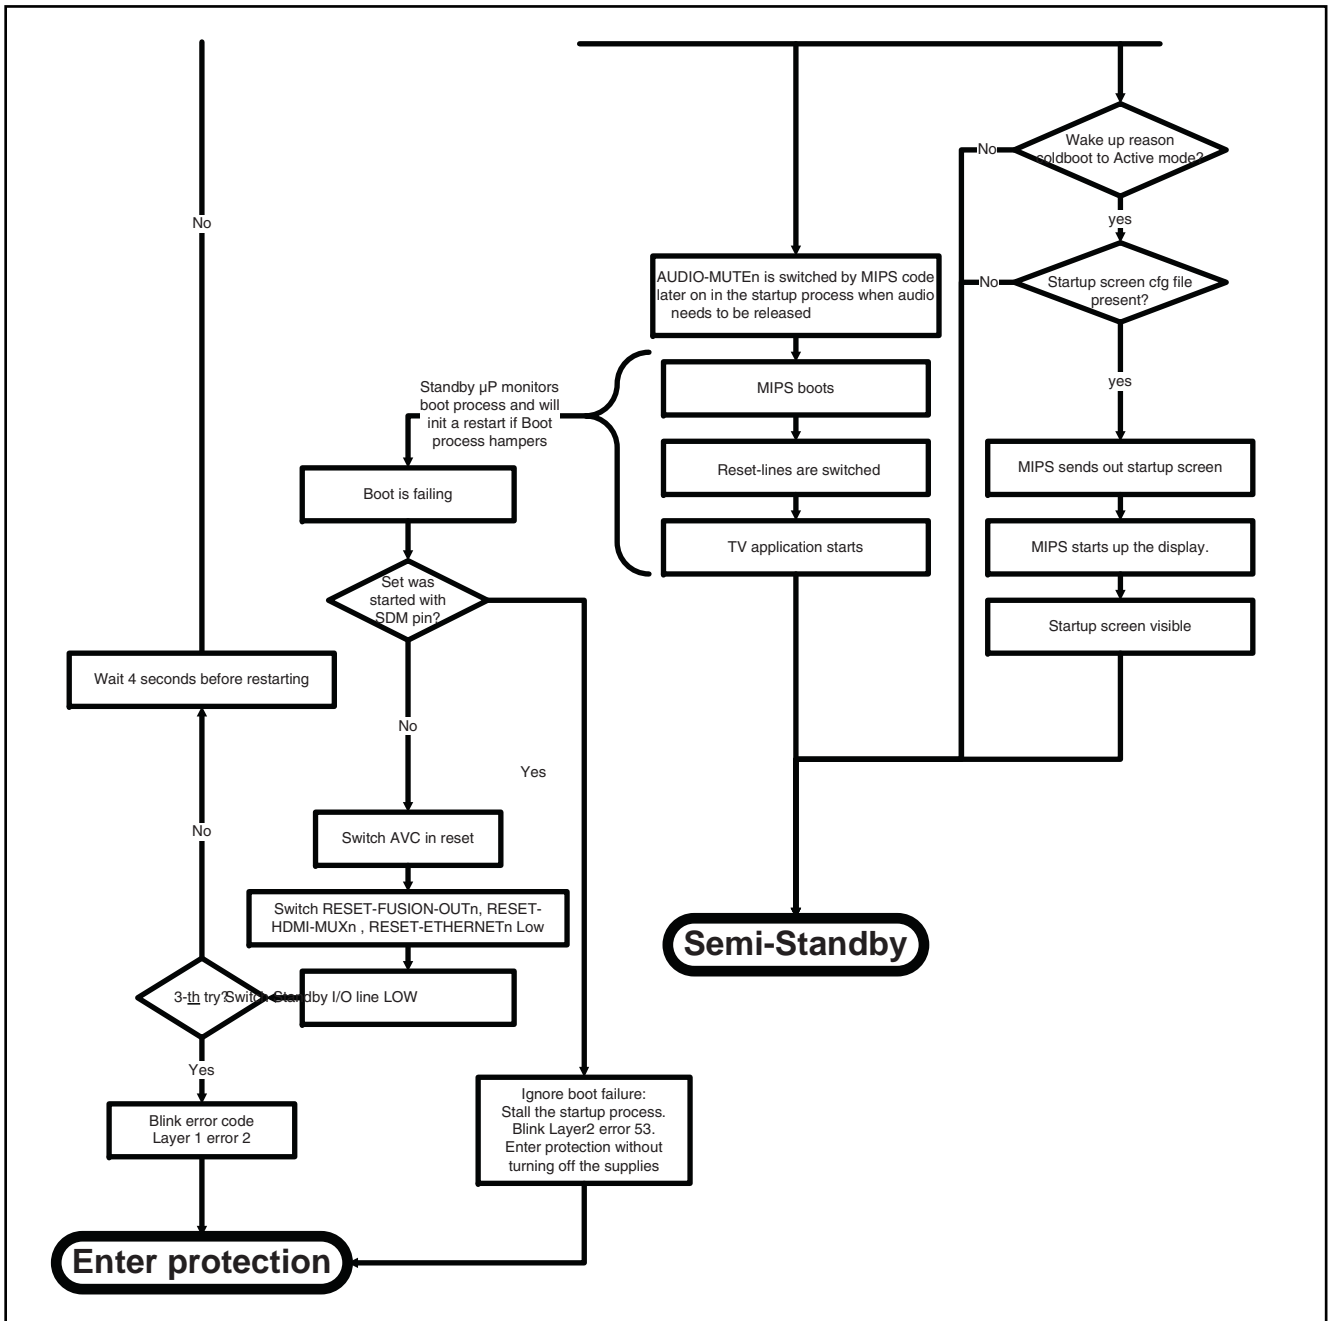 No
Wake up reason
coldboot to Active mode?
No
yes
AUDIO-MUTEn is switched by MIPS code
later on in the startup process when audio
needs to be released
No
Startup screen cfg file
present?
yes
Standby µP monitors
boot process and will
init a restart if Boot
process hampers
MIPS boots
Reset-lines are switched
MIPS sends out startup screen
Boot is failing
TV application starts
MIPS starts up the display.
Set was
started with
SDM pin?
Startup screen visible
Wait 4 seconds before restarting
No
Yes
No
Switch AVC in reset
Switch RESET-FUSION-OUTn, RESET-
HDMI-MUXn , RESET-ETHERNETn Low
Semi-Standby
3-th try?
Switch Standby I/O line LOW
Yes
Blink error code
Layer 1 error 2
Ignore boot failure:
Stall the startup process.
Blink Layer2 error 53.
Enter protection without
turning off the supplies
Enter protection